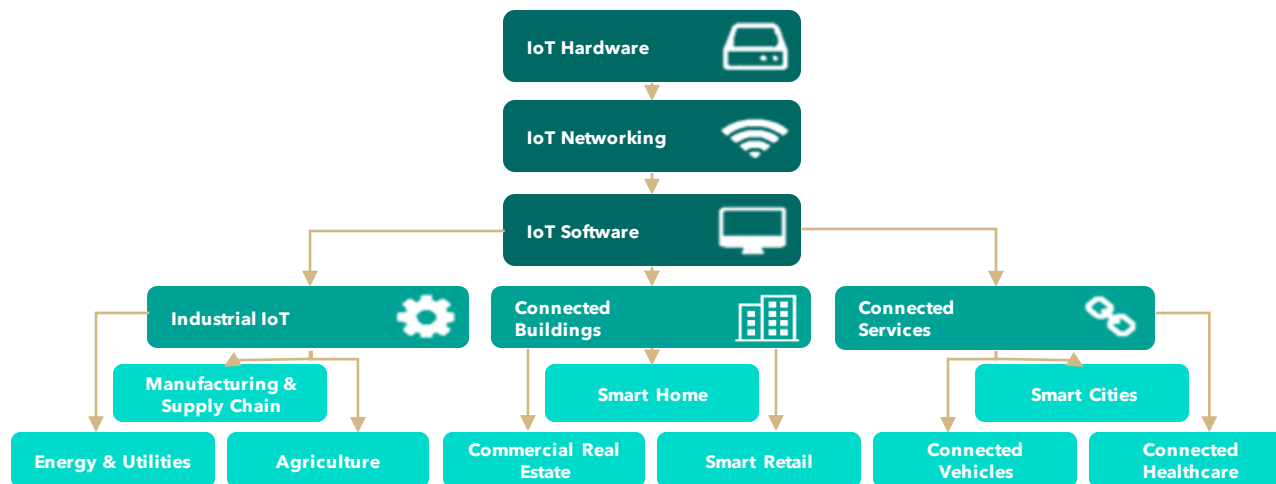 IoT Hardware
IoT Networking
IoT Software
Industrial IoT
Connected
Buildings
Connected
Services
Manufacturing &
Supply Chain
Smart Home
Smart Cities
Energy & Utilities
Agriculture
Commercial Real
Estate
Smart Retail
Connected
Vehicles
Connected
Healthcare